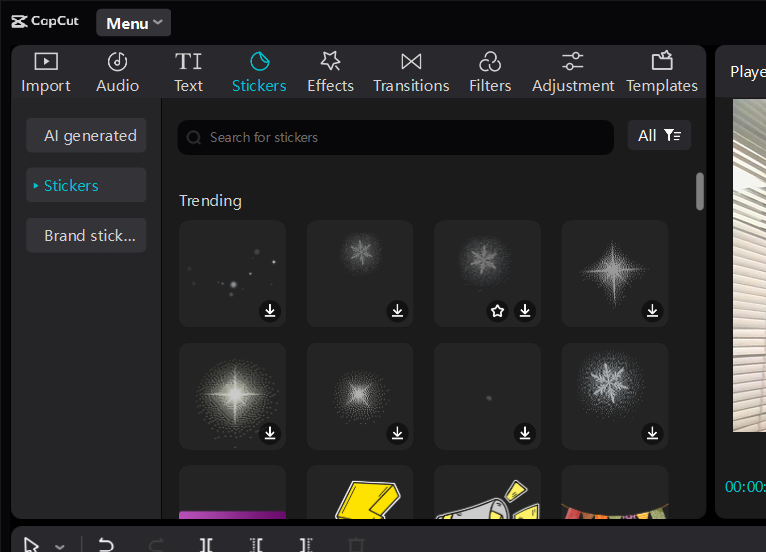 CapCut Menu
Import Audio Text Stickers Effects Transitions Filters Adjustment Templates
Playe
AI generated
Search for stickers
All
Stickers
Trending
Brand stick...
00:00: